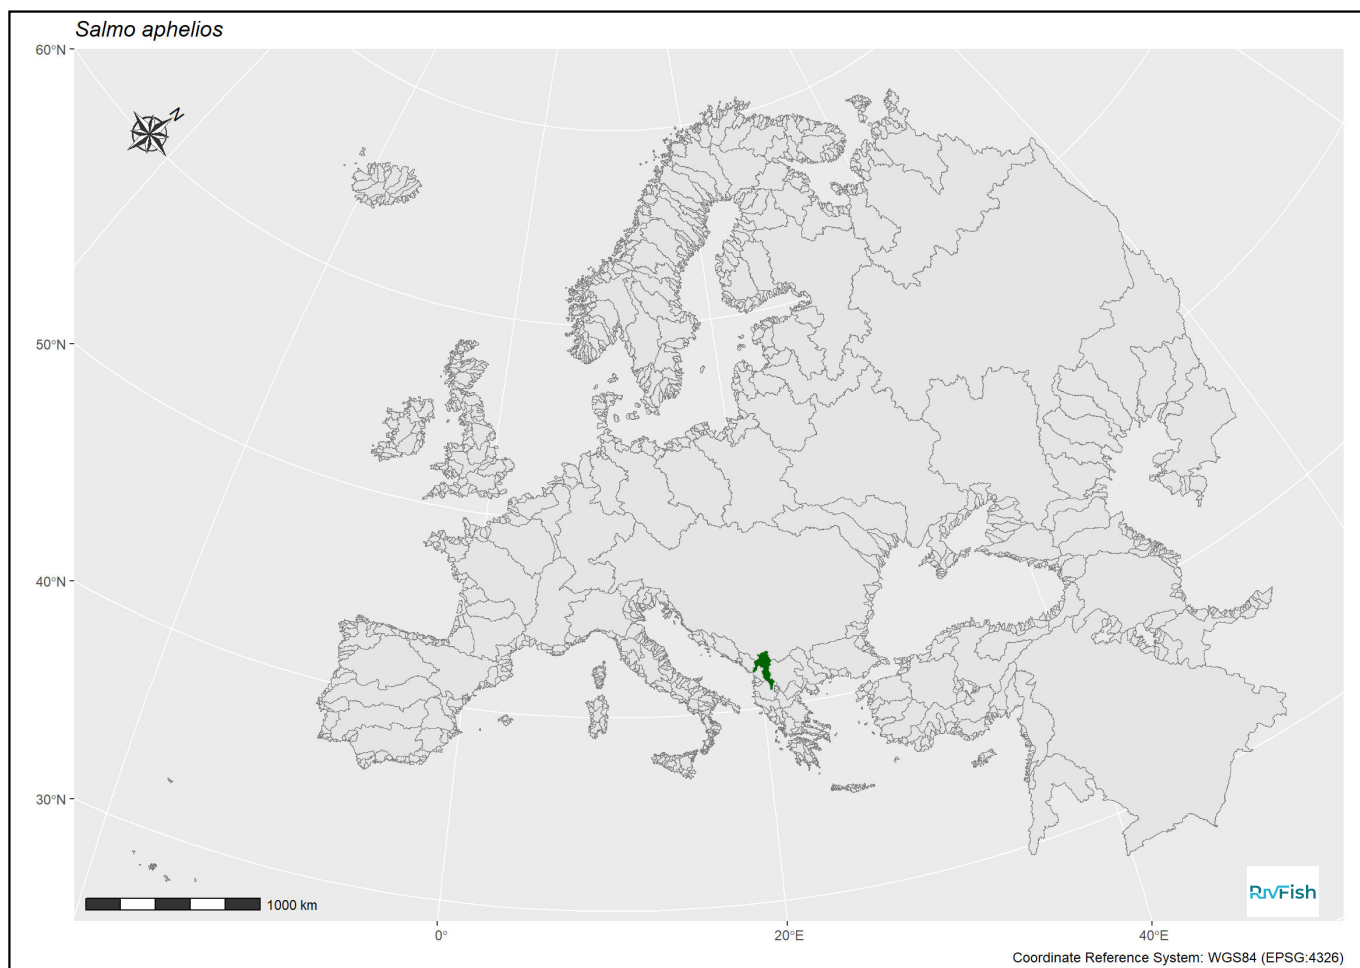 Salmo aphelios
60°N
N
50°N
40°N
30°N
1000 km
RivFish
0°
20°E
40°E
Coordinate Reference System: WGS84 (EPSG:4326)